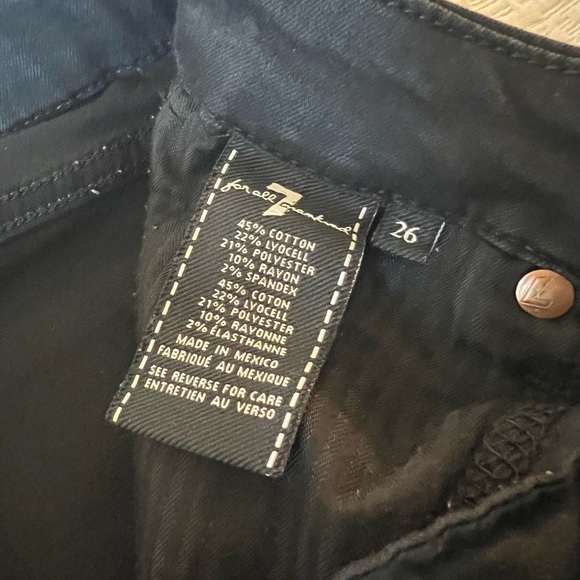 7
for all mankind
26
45% COTTON
22% LYOCELL
21% POLYESTER
10% RAYON
2% SPANDEX
45% COTON
22% LYOCELL
21% POLYESTER
10% RAYONNE
2% ÉLASTHANNE
MADE IN MEXICO
FABRIQUÉ AU MEXIQUE
SEE REVERSE FOR CARE
ENTRETIEN AU VERSO